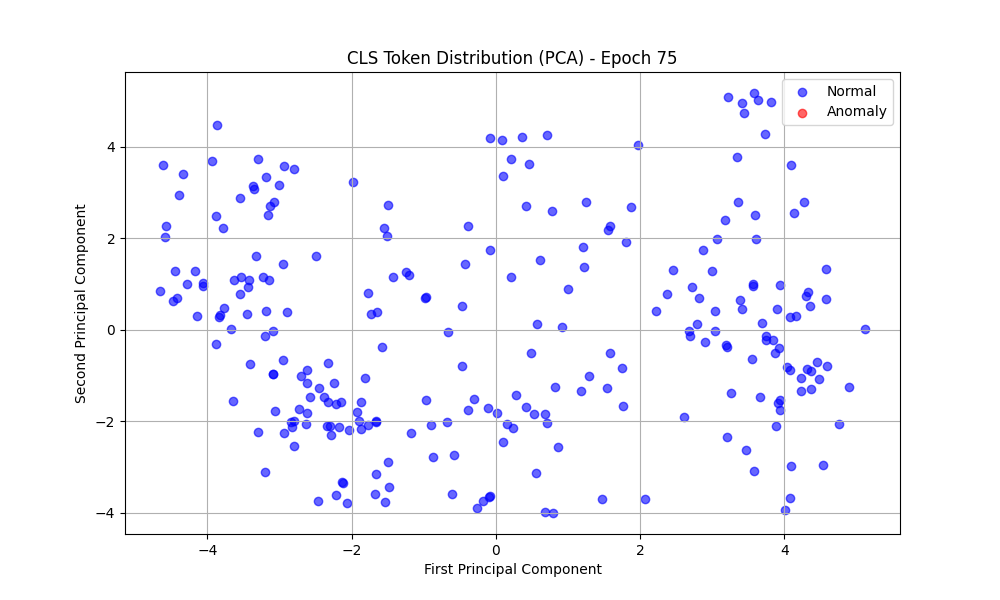 CLS Token Distribution (PCA) - Epoch 75
Normal
Anomaly
Second Principal Component
4
2
0
−2
−4
−4
−2
0
2
4
First Principal Component